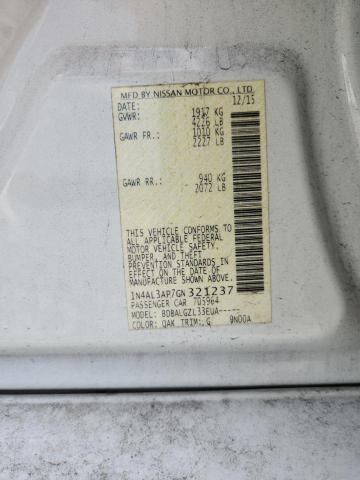 MFD BY NISSAN MOTOR CO., LTD.
DATE: 12/15
GVWR: 1917 KG
4226 LB
GAWR FR.: 1010 KG
2227 LB
GAWR RR.: 940 KG
2072 LB
THIS VEHICLE CONFORMS TO
ALL APPLICABLE FEDERAL
MOTOR VEHICLE SAFETY,
BUMPER, AND THEFT
PREVENTION STANDARDS IN
EFFECT ON THE DATE OF
MANUFACTURE SHOWN ABOVE.
1N4AL3AP7GN 321237
PASSENGER CAR 705964
MODEL: BDBALGZL33EUA-----
COLOR: QAK TRIM: G 9N00A